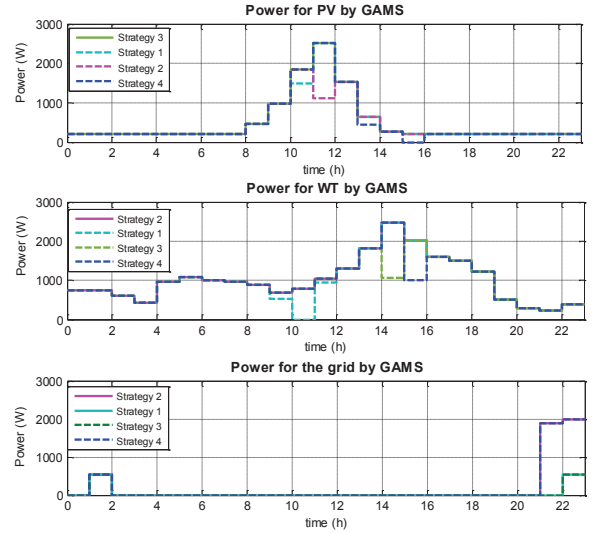 Power for PV by GAMS
Power (W)
3000
2000
1000
0
Strategy 3
Strategy 1
Strategy 2
Strategy 4
0 2 4 6 8 10 12 14 16 18 20 22
time (h)
Power for WT by GAMS
Power (W)
3000
2000
1000
0
Strategy 2
Strategy 1
Strategy 3
Strategy 4
0 2 4 6 8 10 12 14 16 18 20 22
time (h)
Power for the grid by GAMS
Power (W)
3000
2000
1000
0
Strategy 2
Strategy 1
Strategy 3
Strategy 4
0 2 4 6 8 10 12 14 16 18 20 22
time (h)